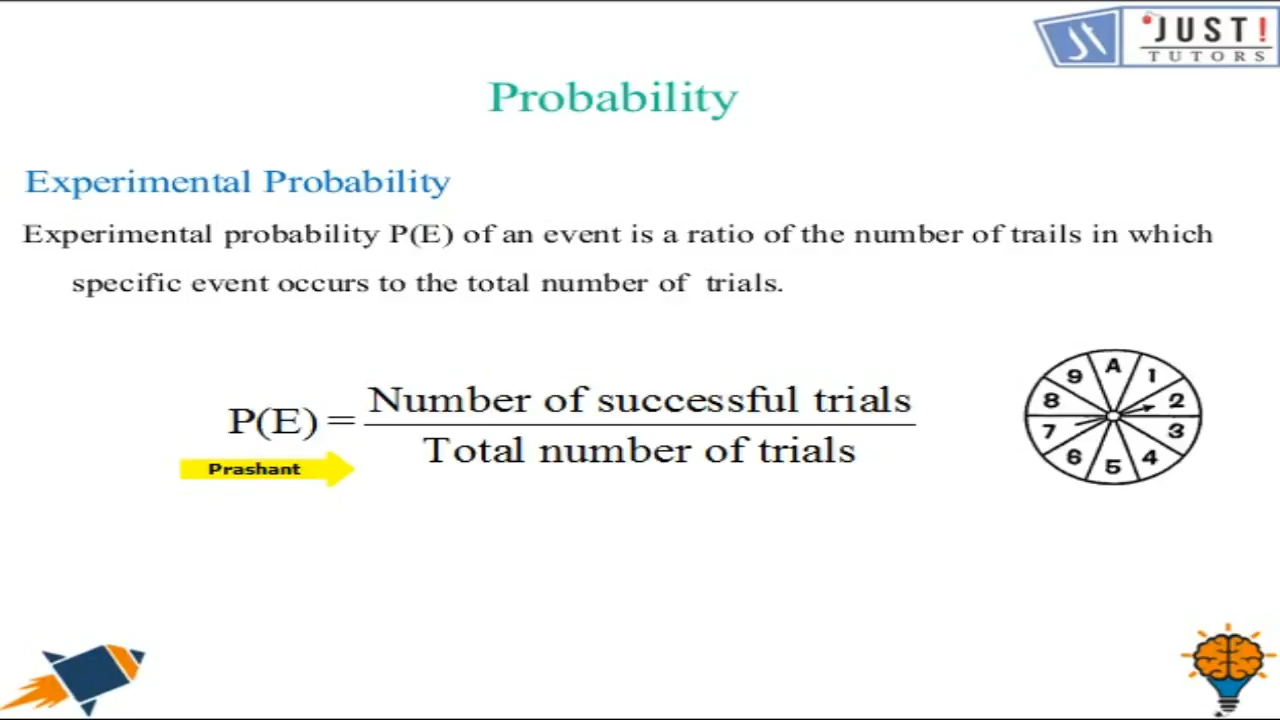 JUST!
TUTORS
Probability
Experimental Probability
Experimental probability P(E) of an event is a ratio of the number of trails in which
specific event occurs to the total number of trials.
P(E) = Number of successful trials
Total number of trials
Prashant
A
1
2
3
4
5
6
7
8
9